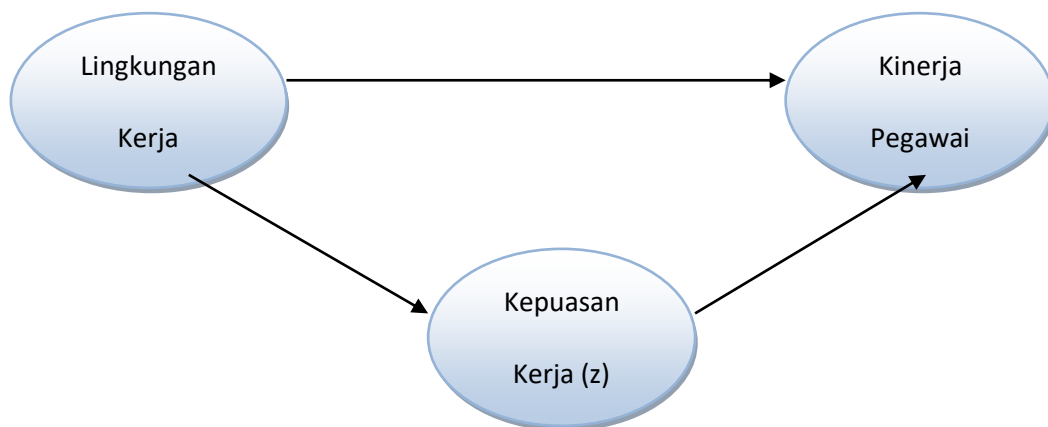 Lingkungan
Kerja
Kinerja
Pegawai
Kepuasan
Kerja (z)